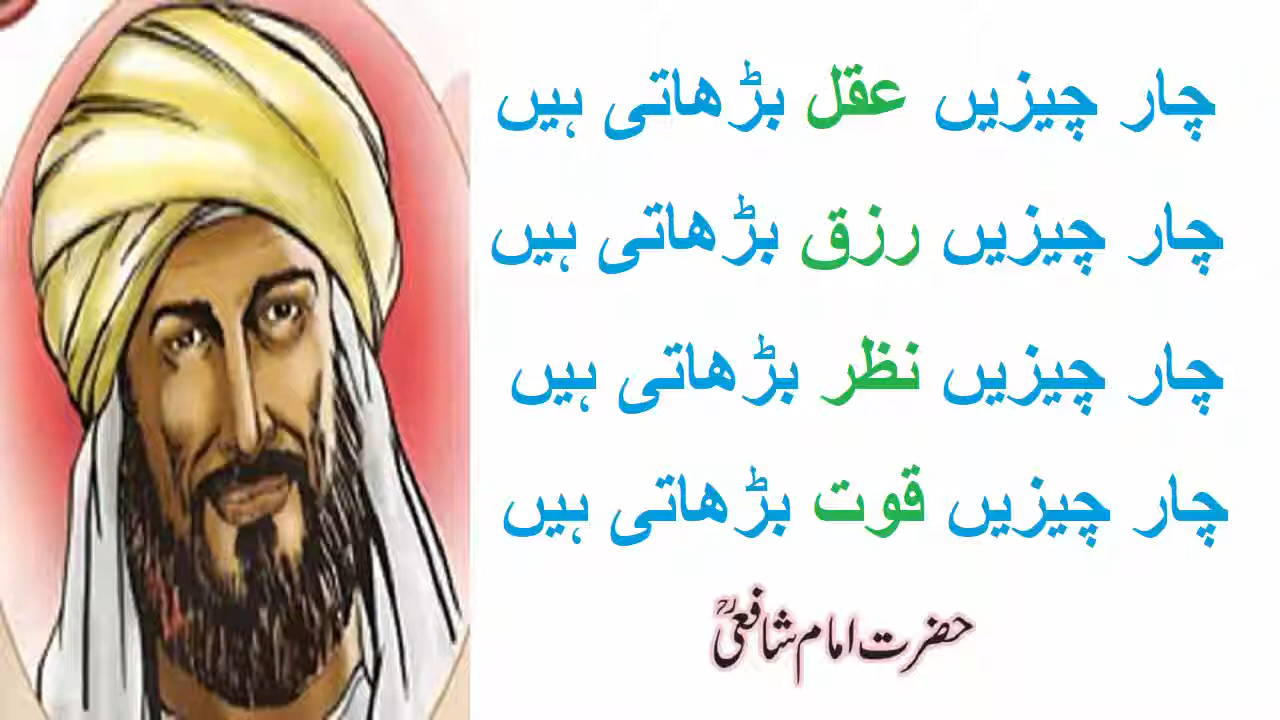 چار چیزیں عقل بڑھاتی ہیں
چار چیزیں رزق بڑھاتی ہیں
چار چیزیں نظر بڑھاتی ہیں
چار چیزیں قوت بڑھاتی ہیں
حضرت امام شافعیؒ